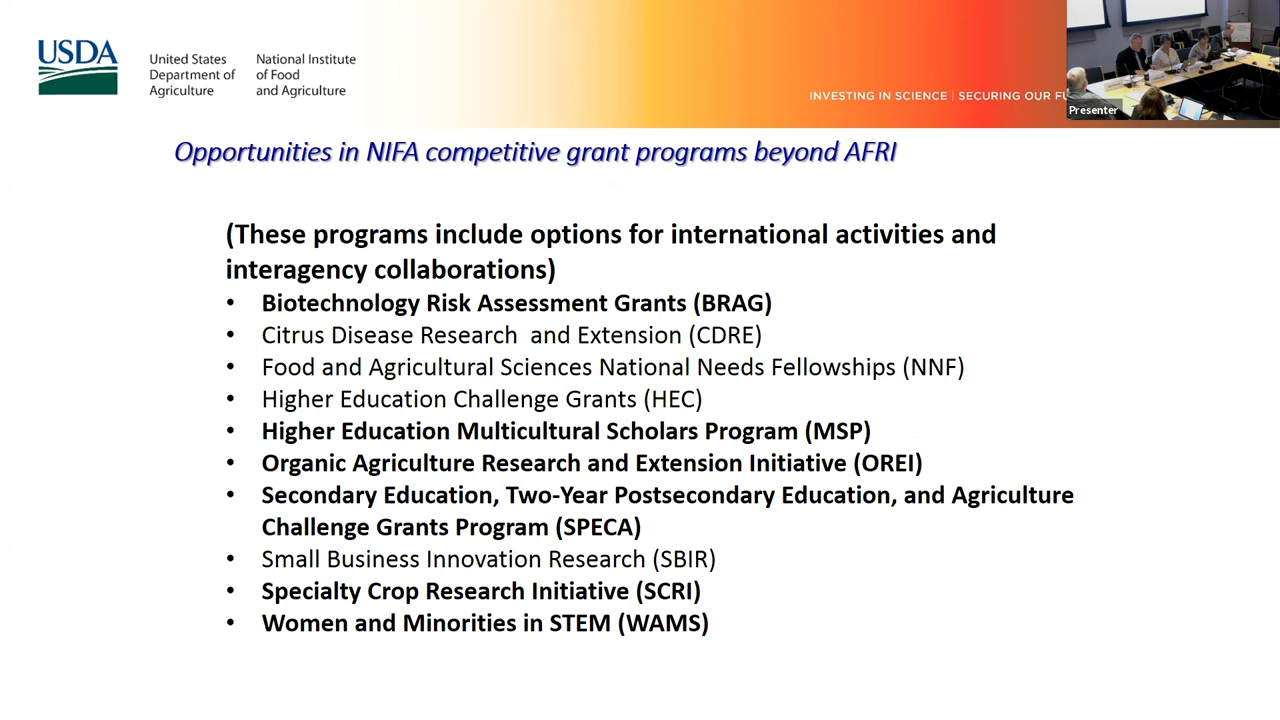 USDA
United States
Department of
Agriculture
National Institute
of Food
and Agriculture
INVESTING IN SCIENCE | SECURING OUR FU
Presenter
Opportunities in NIFA competitive grant programs beyond AFRI
(These programs include options for international activities and
interagency collaborations)
• Biotechnology Risk Assessment Grants (BRAG)
• Citrus Disease Research and Extension (CDRE)
• Food and Agricultural Sciences National Needs Fellowships (NNF)
• Higher Education Challenge Grants (HEC)
• Higher Education Multicultural Scholars Program (MSP)
• Organic Agriculture Research and Extension Initiative (OREI)
• Secondary Education, Two-Year Postsecondary Education, and Agriculture
Challenge Grants Program (SPECA)
• Small Business Innovation Research (SBIR)
• Specialty Crop Research Initiative (SCRI)
• Women and Minorities in STEM (WAMS)